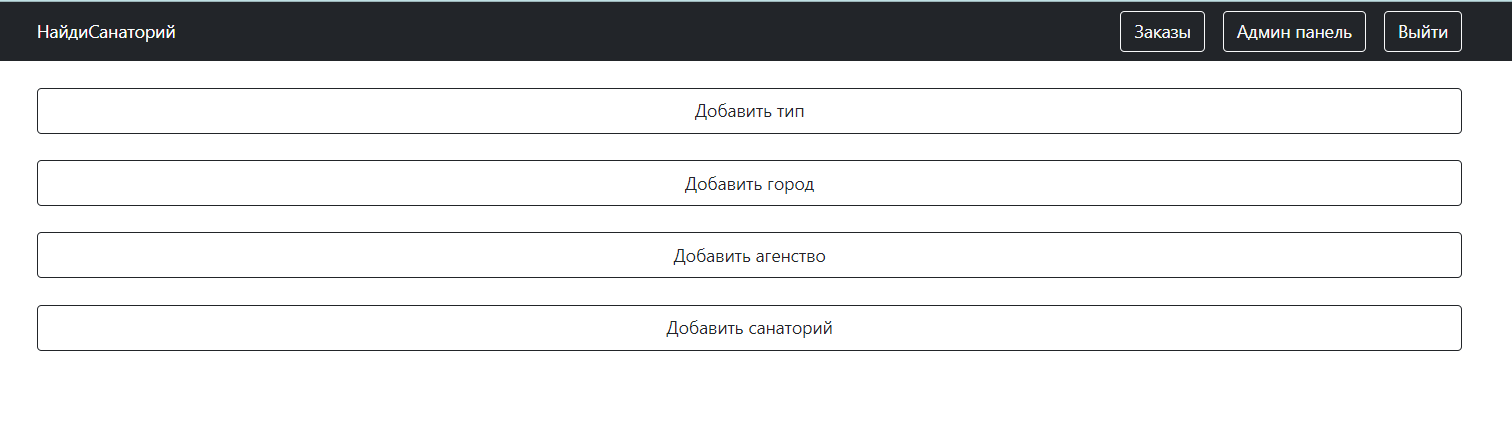 НайдиСанаторий Заказы Админ панель Выйти
Добавить тип
Добавить город
Добавить агенство
Добавить санаторий